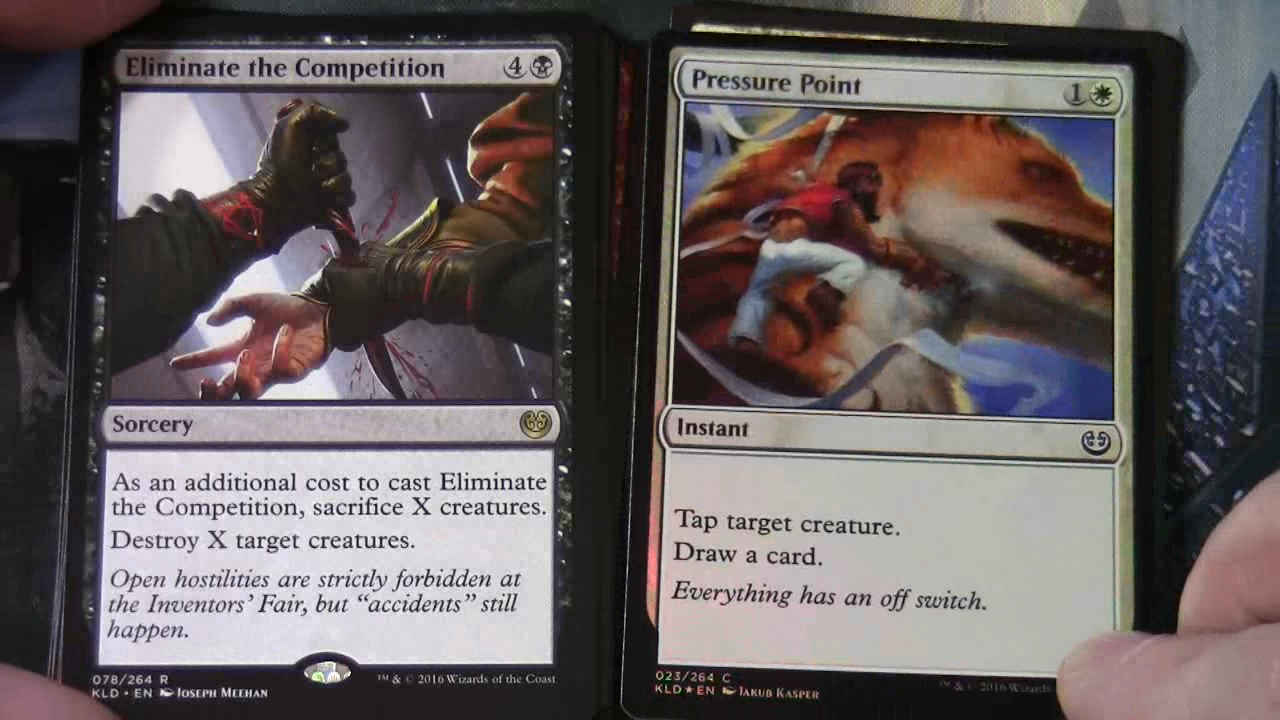 Eliminate the Competition 4
Sorcery
As an additional cost to cast Eliminate
the Competition, sacrifice X creatures.
Destroy X target creatures.
Open hostilities are strictly forbidden at
the Inventors' Fair, but "accidents" still
happen.
078/264 R
KLD • EN JOSEPH MEEHAN
™ & © 2016 Wizards of the Coast
Pressure Point 1
Instant
Tap target creature.
Draw a card.
Everything has an off switch.
023/264 C
KLD ★ EN JAKUB KASPER
™ & © 2016 Wizards